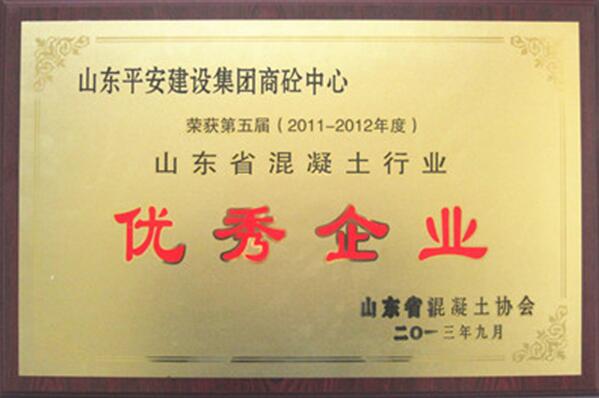 山东平安建设集团商砼中心
荣获第五届（2011-2012年度）
山东省混凝土行业
优秀企业
山东省混凝土协会
二〇一三年九月